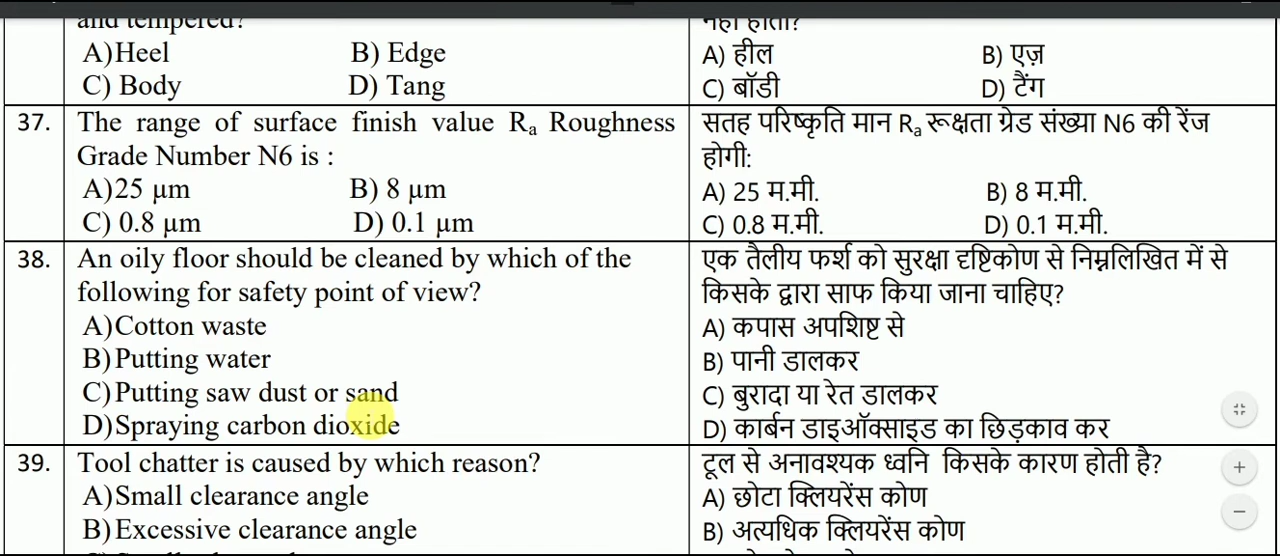 and tempered?
A)Heel B) Edge
C) Body D) Tang
नहीं होता?
A) हील B) एज़
C) बॉडी D) टैंग
37. The range of surface finish value Ra Roughness
Grade Number N6 is :
A)25 µm B) 8 µm
C) 0.8 µm D) 0.1 µm
सतह परिष्कृति मान Ra रूक्षता ग्रेड संख्या N6 की रेंज
होगी:
A) 25 म.मी. B) 8 म.मी.
C) 0.8 म.मी. D) 0.1 म.मी.
38. An oily floor should be cleaned by which of the
following for safety point of view?
A)Cotton waste
B)Putting water
C)Putting saw dust or sand
D)Spraying carbon dioxide
एक तैलीय फर्श को सुरक्षा दृष्टिकोण से निम्नलिखित में से
किसके द्वारा साफ किया जाना चाहिए?
A) कपास अपशिष्ट से
B) पानी डालकर
C) बुरादा या रेत डालकर
D) कार्बन डाइऑक्साइड का छिड़काव कर
39. Tool chatter is caused by which reason?
A)Small clearance angle
B)Excessive clearance angle
टूल से अनावश्यक ध्वनि किसके कारण होती है?
A) छोटा क्लियरेंस कोण
B) अत्यधिक क्लियरेंस कोण